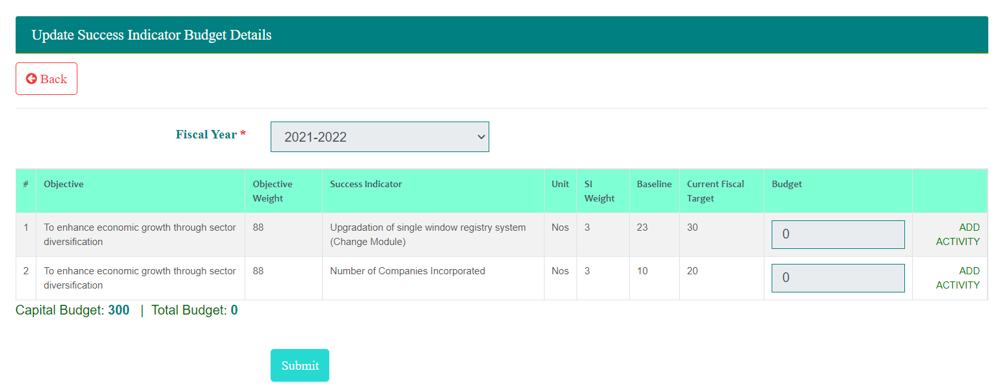 Update Success Indicator Budget Details
Back
Fiscal Year *
2021-2022
# Objective Objective Weight Success Indicator Unit SI Weight Baseline Current Fiscal Target Budget
1 To enhance economic growth through sector diversification 88 Upgradation of single window registry system (Change Module) Nos 3 23 30 0 ADD ACTIVITY
2 To enhance economic growth through sector diversification 88 Number of Companies Incorporated Nos 3 10 20 0 ADD ACTIVITY
Capital Budget: 300 | Total Budget: 0
Submit